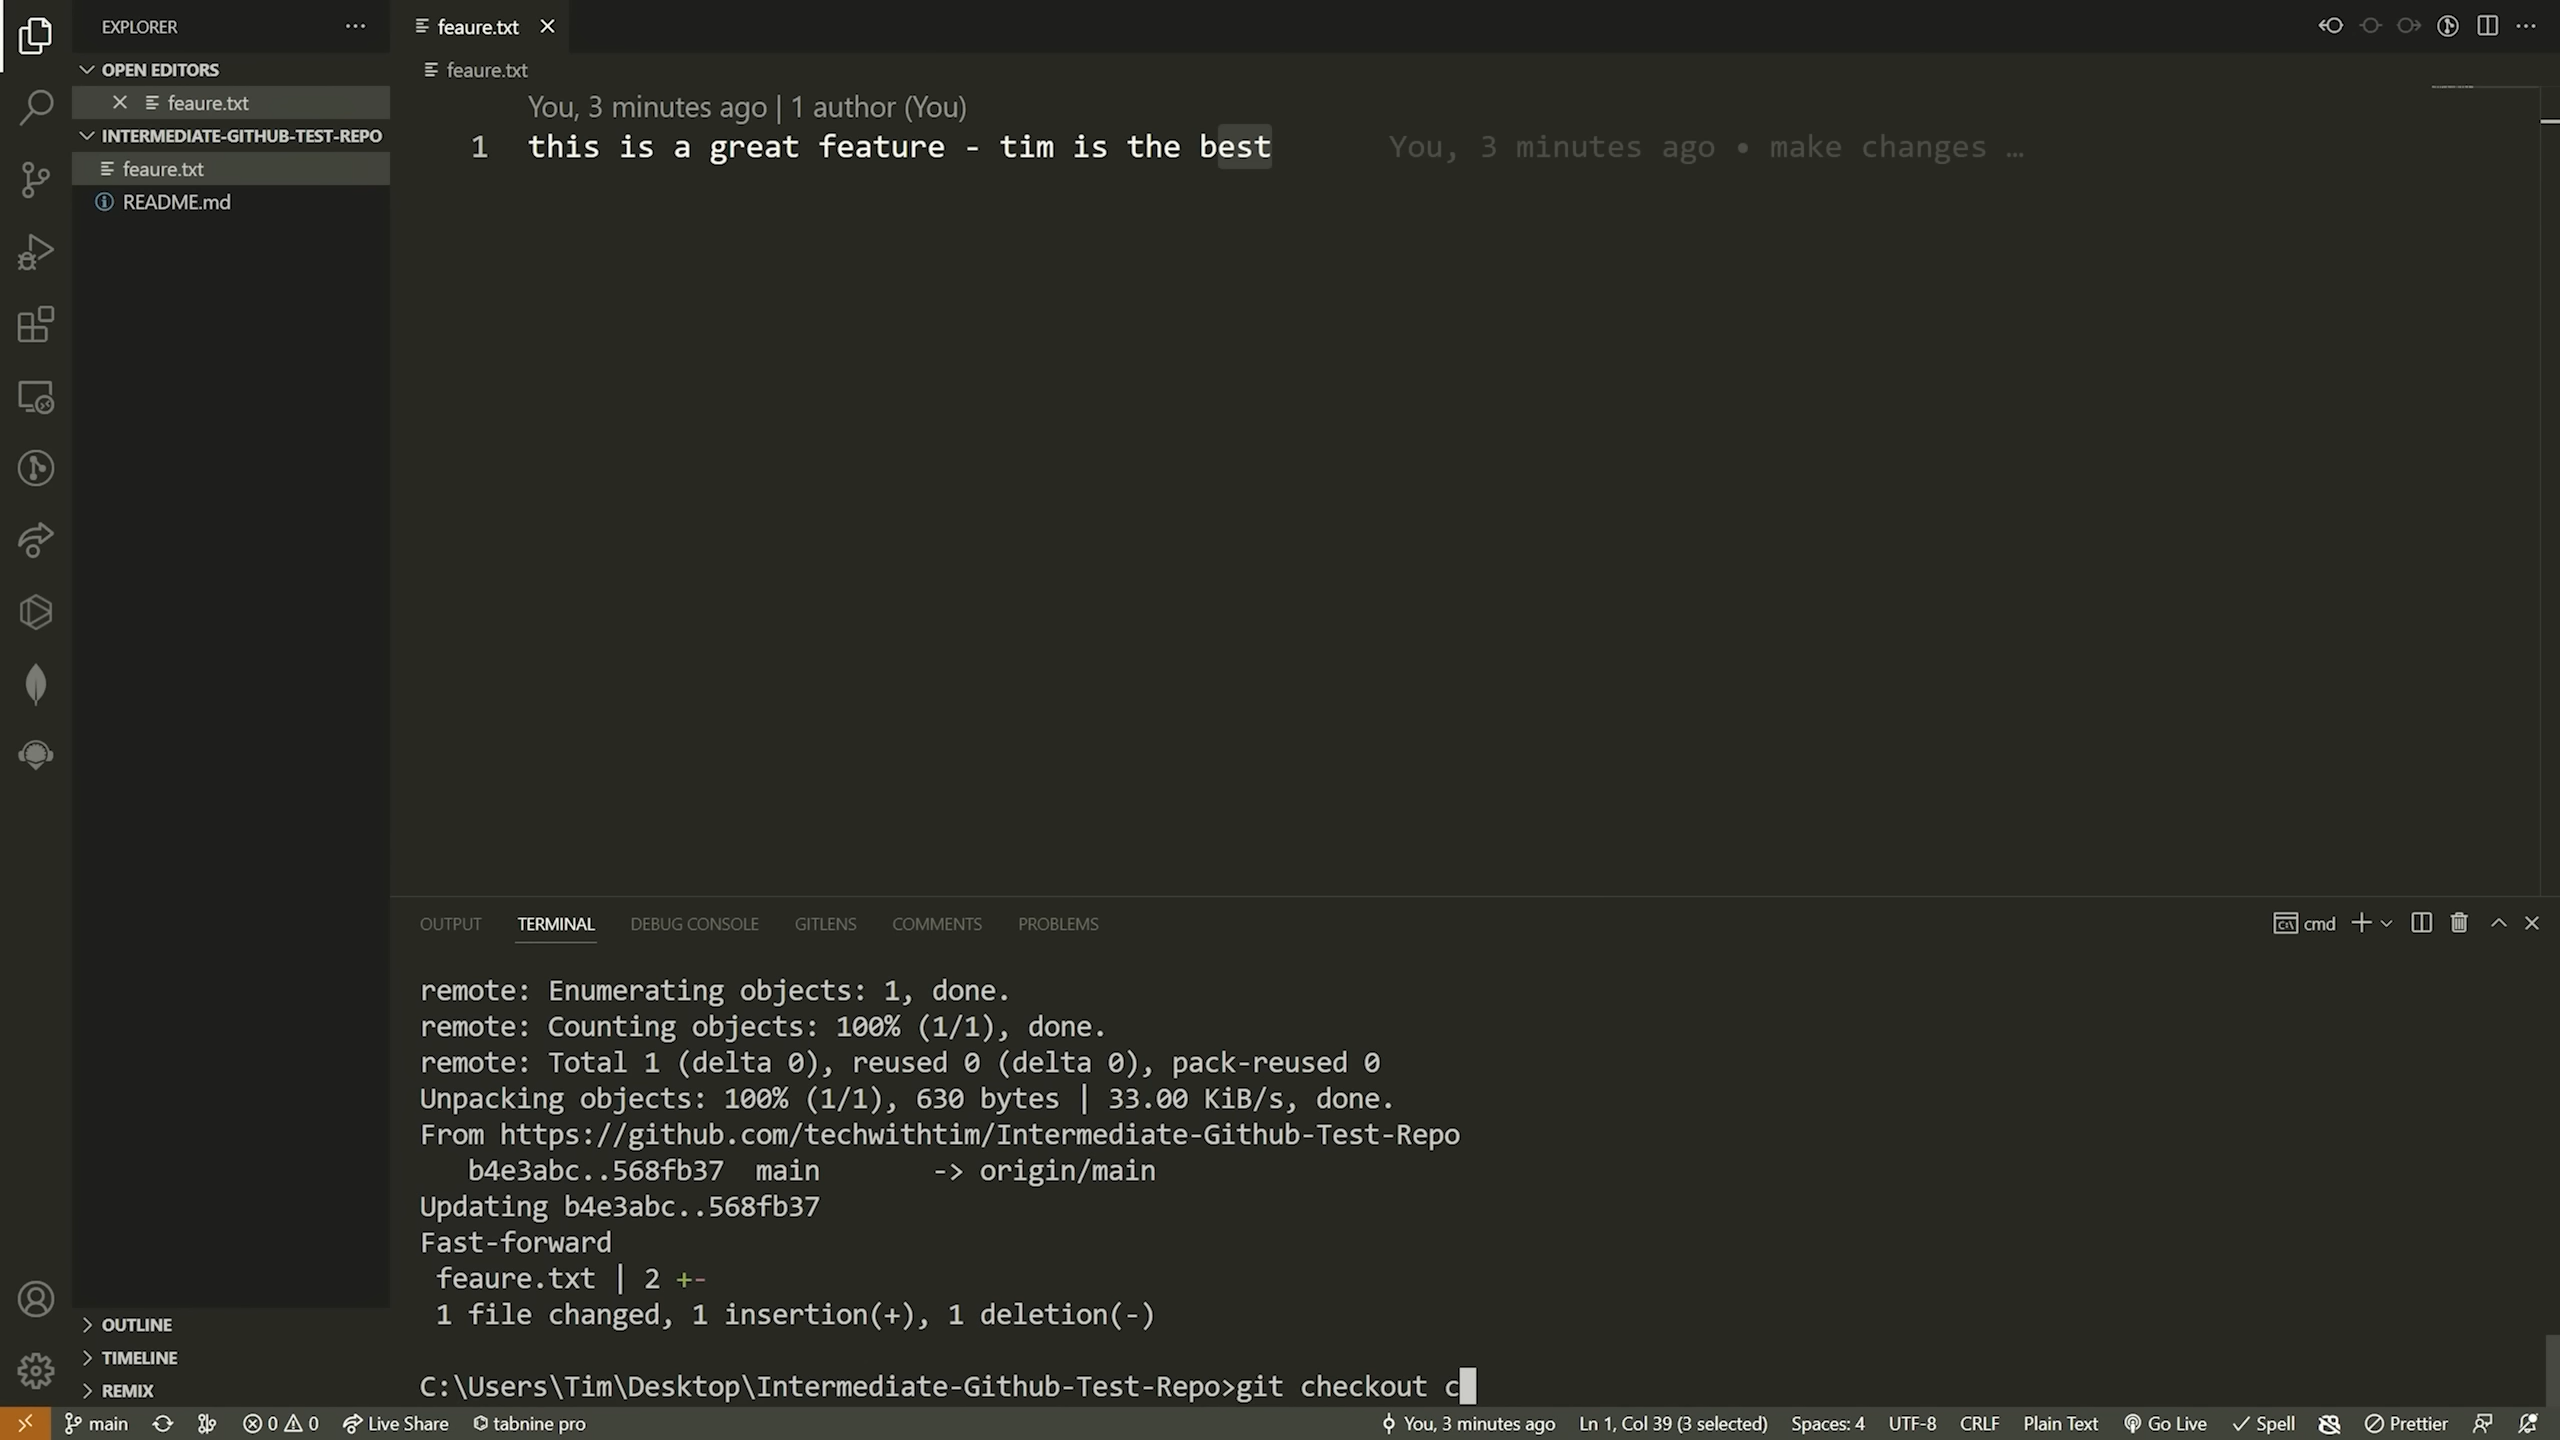 EXPLORER
feaure.txt
OPEN EDITORS
feaure.txt
INTERMEDIATE-GITHUB-TEST-REPO
feaure.txt
README.md
OUTLINE
TIMELINE
REMIX
feaure.txt
You, 3 minutes ago | 1 author (You)
1 this is a great feature - tim is the best You, 3 minutes ago • make changes …
OUTPUT TERMINAL DEBUG CONSOLE GITLENS COMMENTS PROBLEMS
cmd
remote: Enumerating objects: 1, done.
remote: Counting objects: 100% (1/1), done.
remote: Total 1 (delta 0), reused 0 (delta 0), pack-reused 0
Unpacking objects: 100% (1/1), 630 bytes | 33.00 KiB/s, done.
From https://github.com/techwithtim/Intermediate-Github-Test-Repo
b4e3abc..568fb37 main -> origin/main
Updating b4e3abc..568fb37
Fast-forward
feaure.txt | 2 +-
1 file changed, 1 insertion(+), 1 deletion(-)
C:\Users\Tim\Desktop\Intermediate-Github-Test-Repo>git checkout c
main 0 0 Live Share tabnine pro You, 3 minutes ago Ln 1, Col 39 (3 selected) Spaces: 4 UTF-8 CRLF Plain Text Go Live Spell Prettier